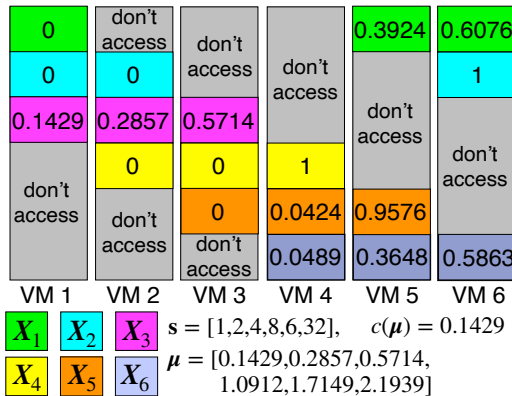 0 don't access 0.3924 0.6076
0 0 don't access don't access 1
0.1429 0.2857 0.5714 don't access don't access
don't access 0 0 1
don't access 0 0.0424 0.9576
don't access 0.0489 0.3648 0.5863
VM 1 VM 2 VM 3 VM 4 VM 5 VM 6
X1 X2 X3 s = [1,2,4,8,6,32], c(μ) = 0.1429
X4 X5 X6 μ = [0.1429,0.2857,0.5714,
1.0912,1.7149,2.1939]